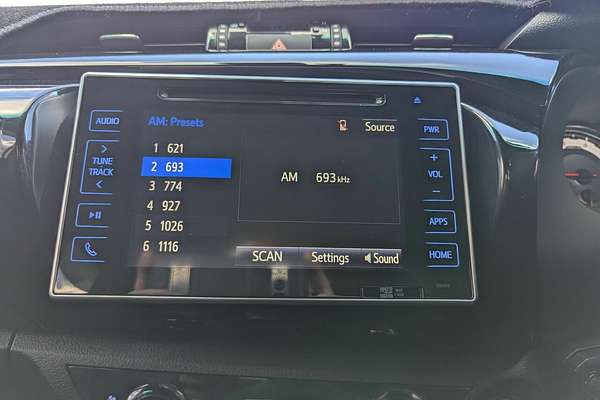 AUDIO
AM: Presets
Source
PWR
1 621
2 693
3 774
4 927
5 1026
6 1116
TUNE
TRACK
AM 693 kHz
+
VOL
-
APPS
HOME
SCAN
Settings
Sound